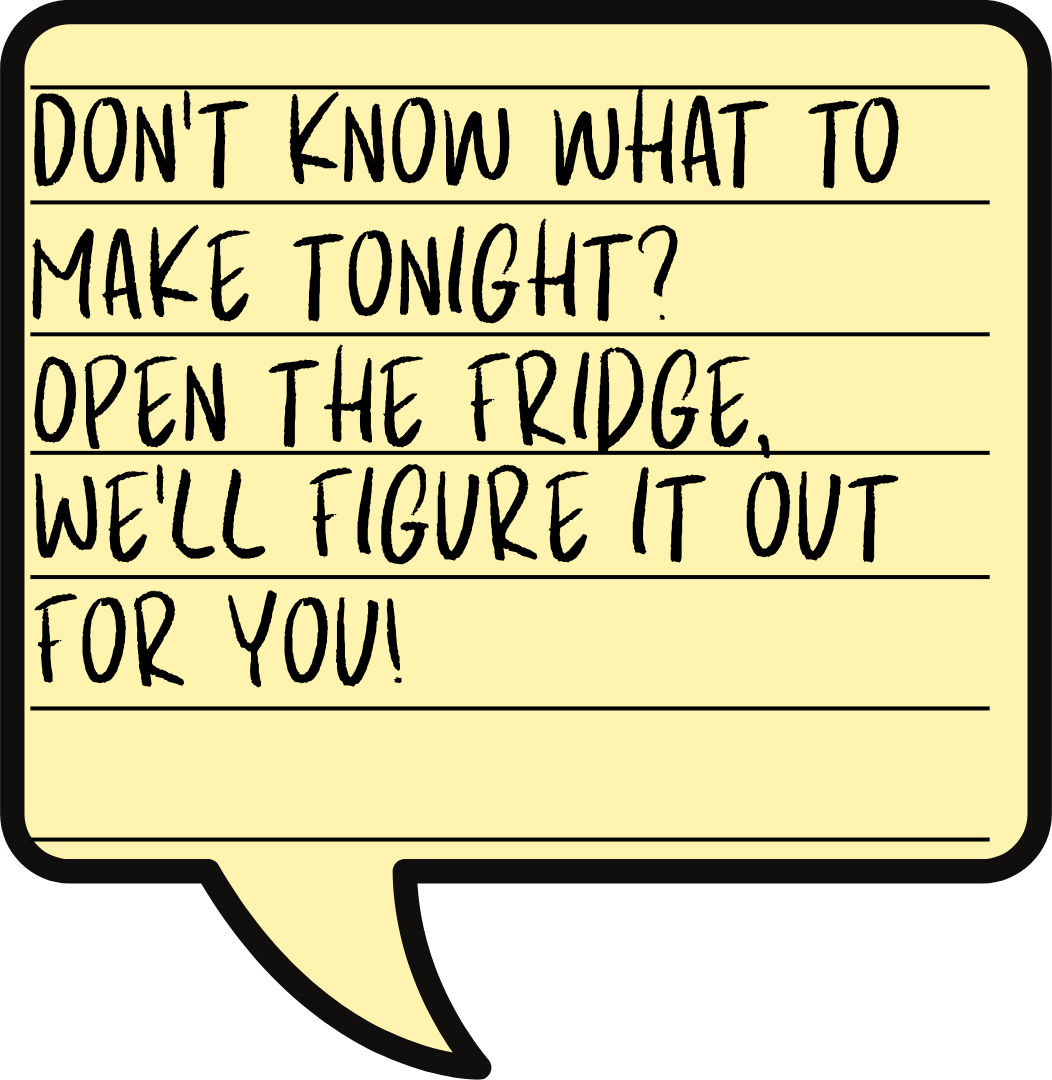 DON'T KNOW WHAT TO
MAKE TONIGHT?
OPEN THE FRIDGE,
WE'LL FIGURE IT OUT
FOR YOU!